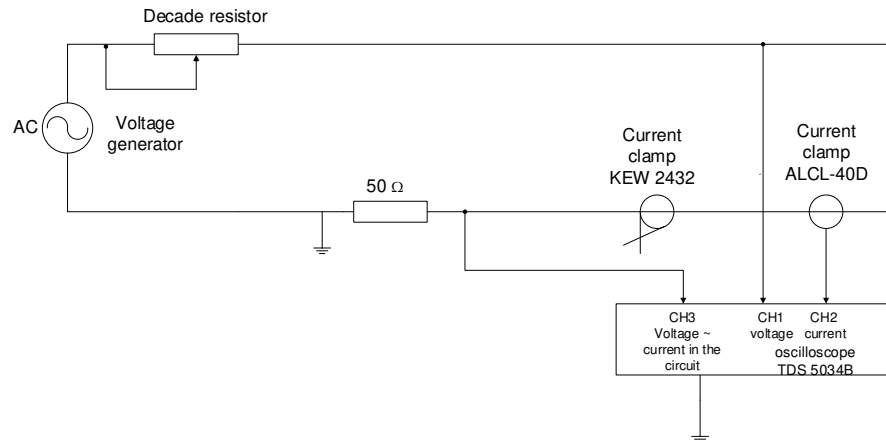 Decade resistor
AC
Voltage
generator
Current
clamp
KEW 2432
Current
clamp
ALCL-40D
50 Ω
CH3
Voltage ~
current in the
circuit
CH1
voltage
CH2
current
oscilloscope
TDS 5034B